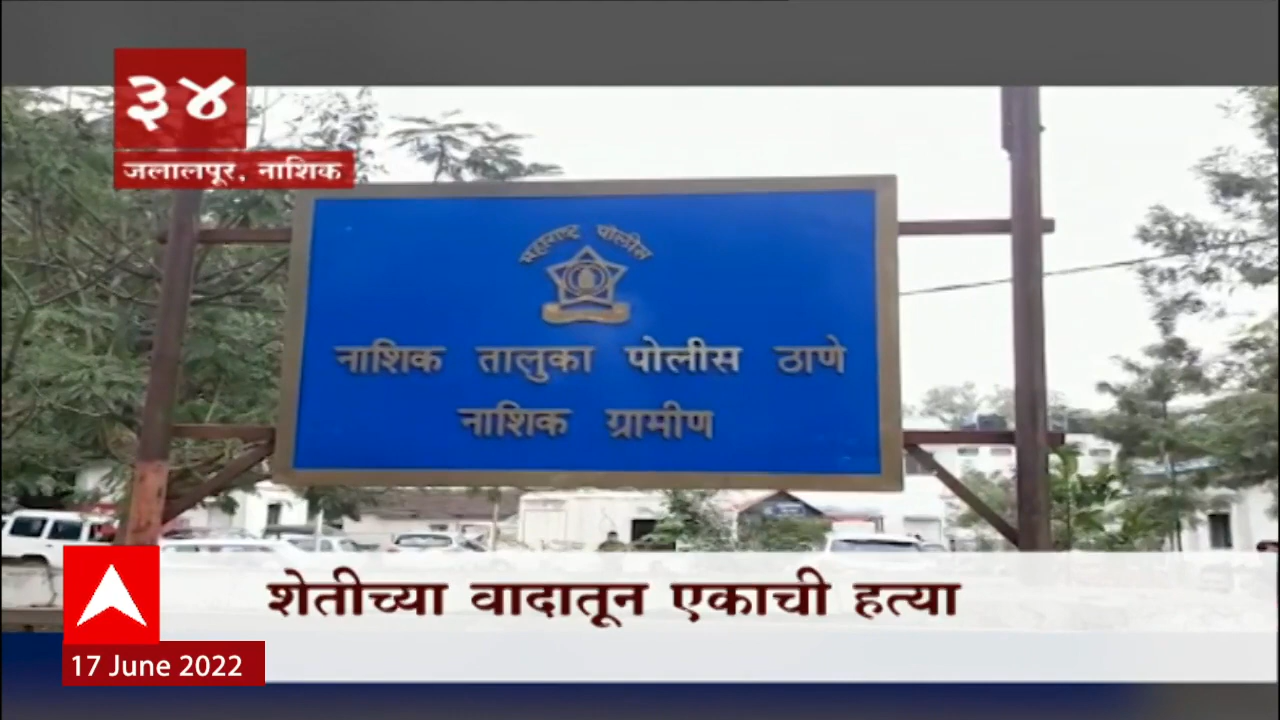 ३४
जलालपूर, नाशिक
महाराष्ट्र पोलीस
नाशिक तालुका पोलीस ठाणे
नाशिक ग्रामीण
शेतीच्या वादातून एकाची हत्या
17 June 2022